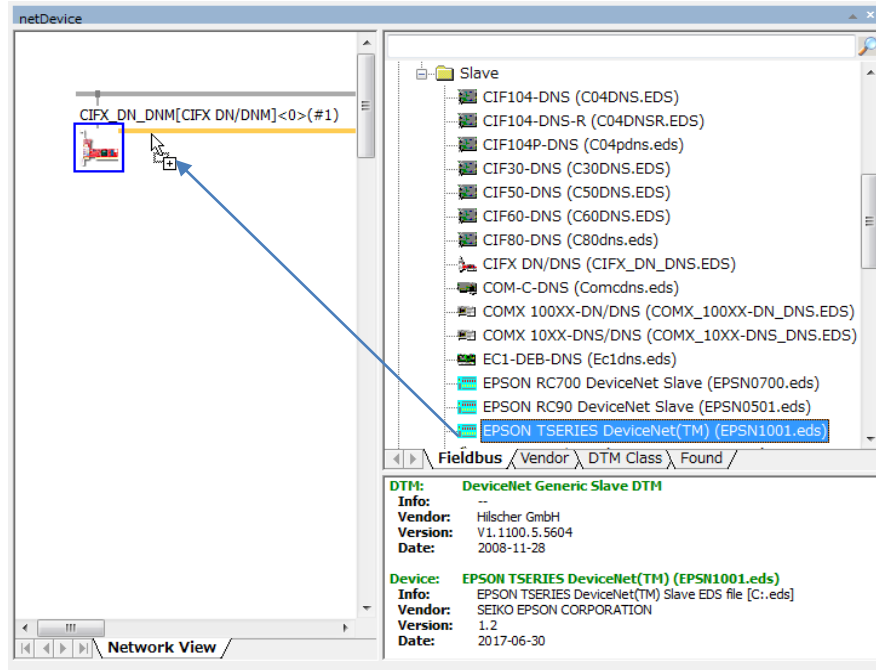 netDevice
CIFX_DN_DNM[CIFX DN/DNM]<0>(#1)
Network View
Slave
CIF104-DNS (C04DNS.EDS)
CIF104-DNS-R (C04DNSR.EDS)
CIF104P-DNS (C04pdns.eds)
CIF30-DNS (C30DNS.EDS)
CIF50-DNS (C50DNS.EDS)
CIF60-DNS (C60DNS.EDS)
CIF80-DNS (C80dns.eds)
CIFX DN/DNS (CIFX_DN_DNS.EDS)
COM-C-DNS (Comcdns.eds)
COMX 100XX-DN/DNS (COMX_100XX-DN_DNS.EDS)
COMX 10XX-DNS/DNS (COMX_10XX-DNS_DNS.EDS)
EC1-DEB-DNS (Ec1dns.eds)
EPSON RC700 DeviceNet Slave (EPSN0700.eds)
EPSON RC90 DeviceNet Slave (EPSN0501.eds)
EPSON TSERIES DeviceNet(TM) (EPSN1001.eds)
Fieldbus Vendor DTM Class Found
DTM: DeviceNet Generic Slave DTM
Info: --
Vendor: Hilscher GmbH
Version: V1.1100.5.5604
Date: 2008-11-28
Device: EPSON TSERIES DeviceNet(TM) (EPSN1001.eds)
Info: EPSON TSERIES DeviceNet(TM) Slave EDS file [C:.eds]
Vendor: SEIKO EPSON CORPORATION
Version: 1.2
Date: 2017-06-30